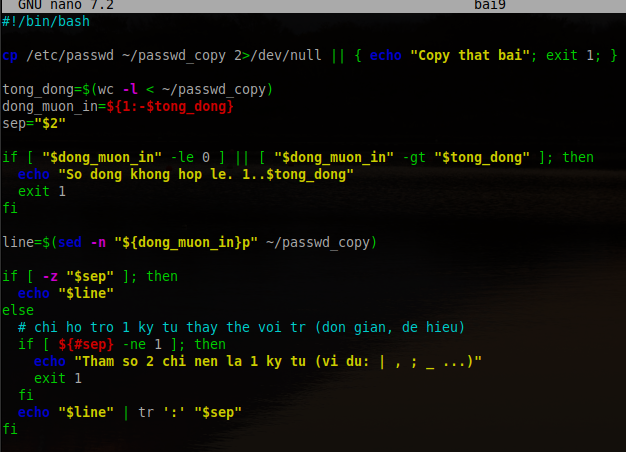 GNU nano 7.2 bai9
#!/bin/bash
cp /etc/passwd ~/passwd_copy 2>/dev/null || { echo "Copy that bai"; exit 1; }
tong_dong=$(wc -l < ~/passwd_copy)
dong_muon_in=${1:-$tong_dong}
sep="$2"
if [ "$dong_muon_in" -le 0 ] || [ "$dong_muon_in" -gt "$tong_dong" ]; then
  echo "So dong khong hop le. 1..$tong_dong"
  exit 1
fi
line=$(sed -n "${dong_muon_in}p" ~/passwd_copy)
if [ -z "$sep" ]; then
  echo "$line"
else
  # chi ho tro 1 ky tu thay the voi tr (don gian, de hieu)
  if [ ${#sep} -ne 1 ]; then
    echo "Tham so 2 chi nen la 1 ky tu (vi du: | , ; _ ...)"
    exit 1
  fi
  echo "$line" | tr ':' "$sep"
fi